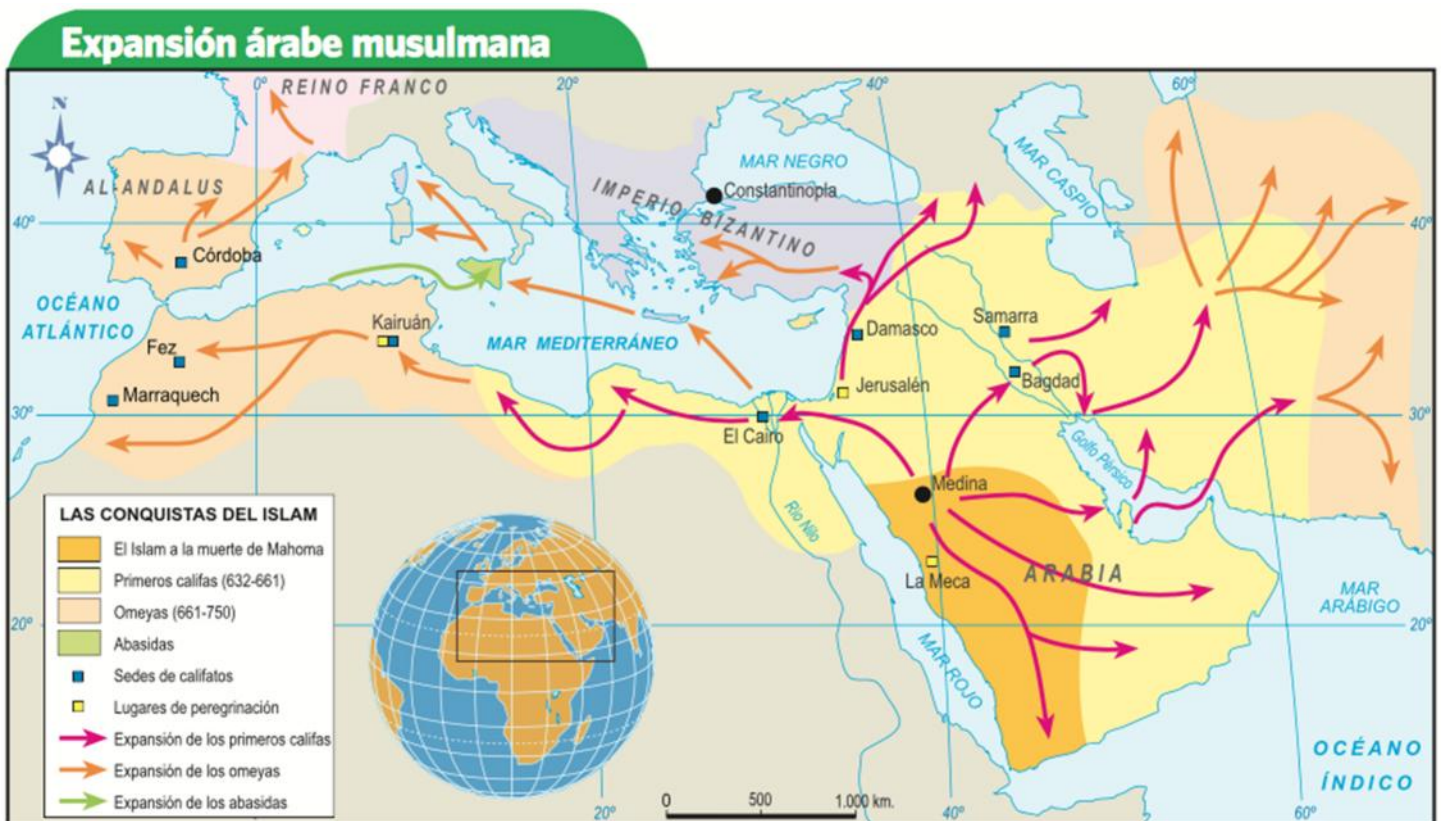 Expansión árabe musulmana
REINO FRANCO
0º
20º
40º
60º
N
AL-ANDALUS
MAR NEGRO
MAR CASPIO
IMPERIO BIZANTINO
Constantinopla
40º
40º
Córdoba
OCÉANO
ATLÁNTICO
Kairuán
Fez
MAR MEDITERRÁNEO
Damasco
Samarra
Marraquech
Jerusalén
Bagdad
30º
30º
El Cairo
Golfo Pérsico
Medina
Río Nilo
La Meca
ARABIA
MAR
ARÁBIGO
20º
20º
MAR ROJO
OCÉANO
ÍNDICO
LAS CONQUISTAS DEL ISLAM
El Islam a la muerte de Mahoma
Primeros califas (632-661)
Omeyas (661-750)
Abasidas
Sedes de califatos
Lugares de peregrinación
Expansión de los primeros califas
Expansión de los omeyas
Expansión de los abasidas
20º
0 500 1.000 km.
40º
60º